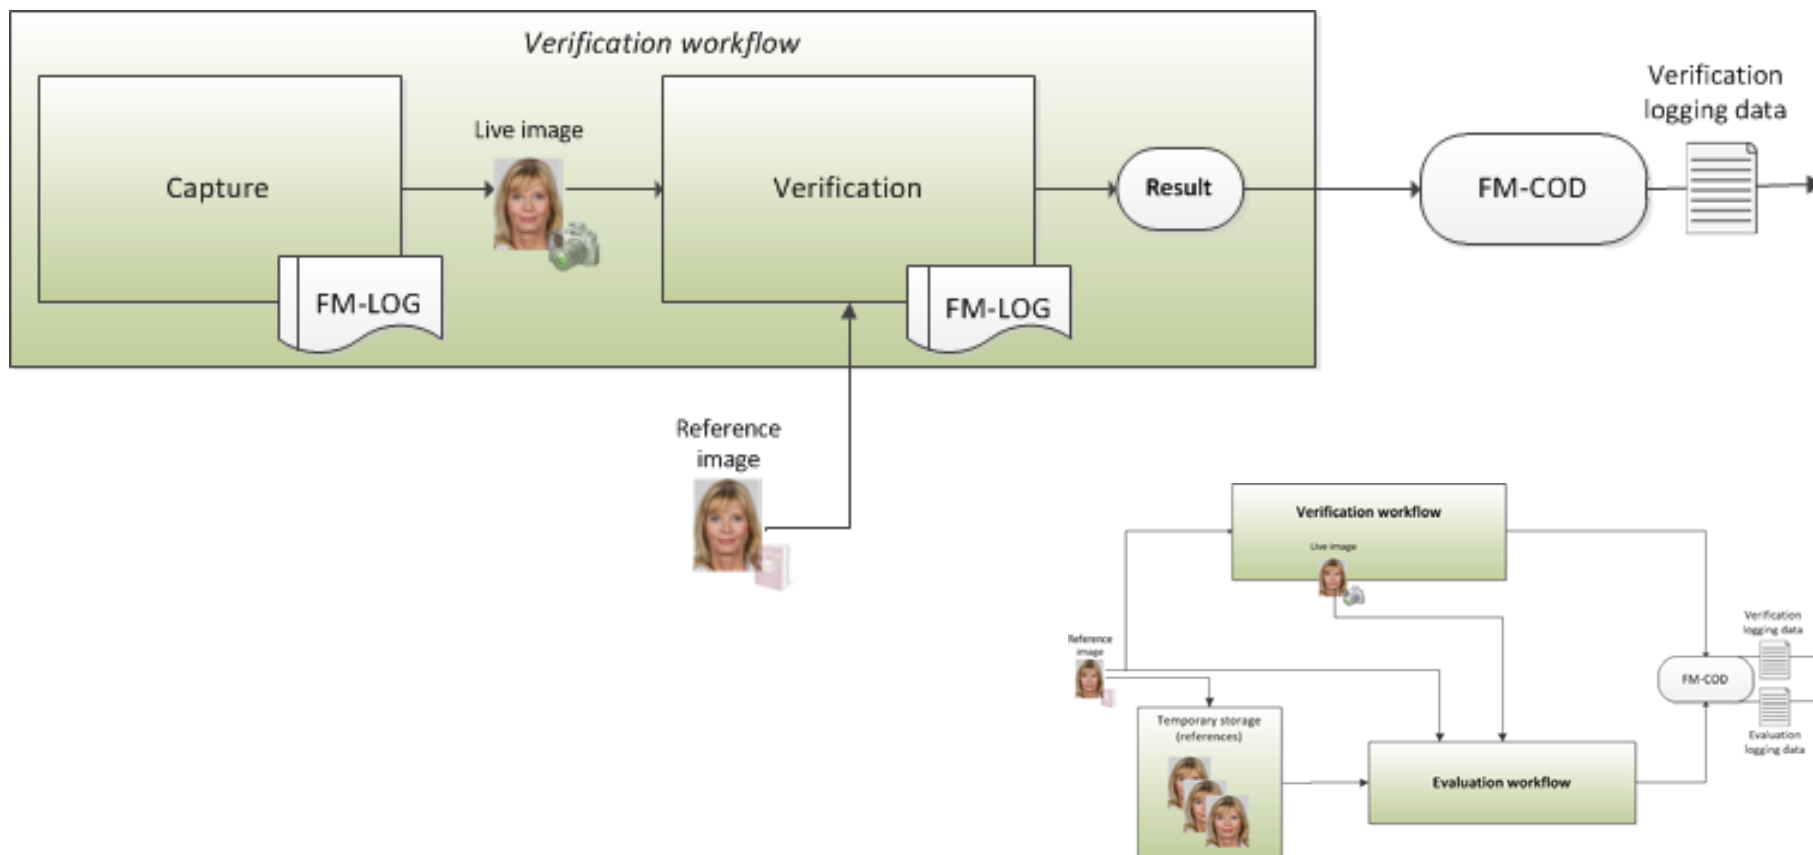 Verification workflow
Capture
Live image
Verification
Result
FM-COD
Verification
logging data
FM-LOG
FM-LOG
Reference
image
Verification workflow
Live image
Reference
image
Verification
logging data
FM-COD
Evaluation
logging data
Temporary storage
(references)
Evaluation workflow